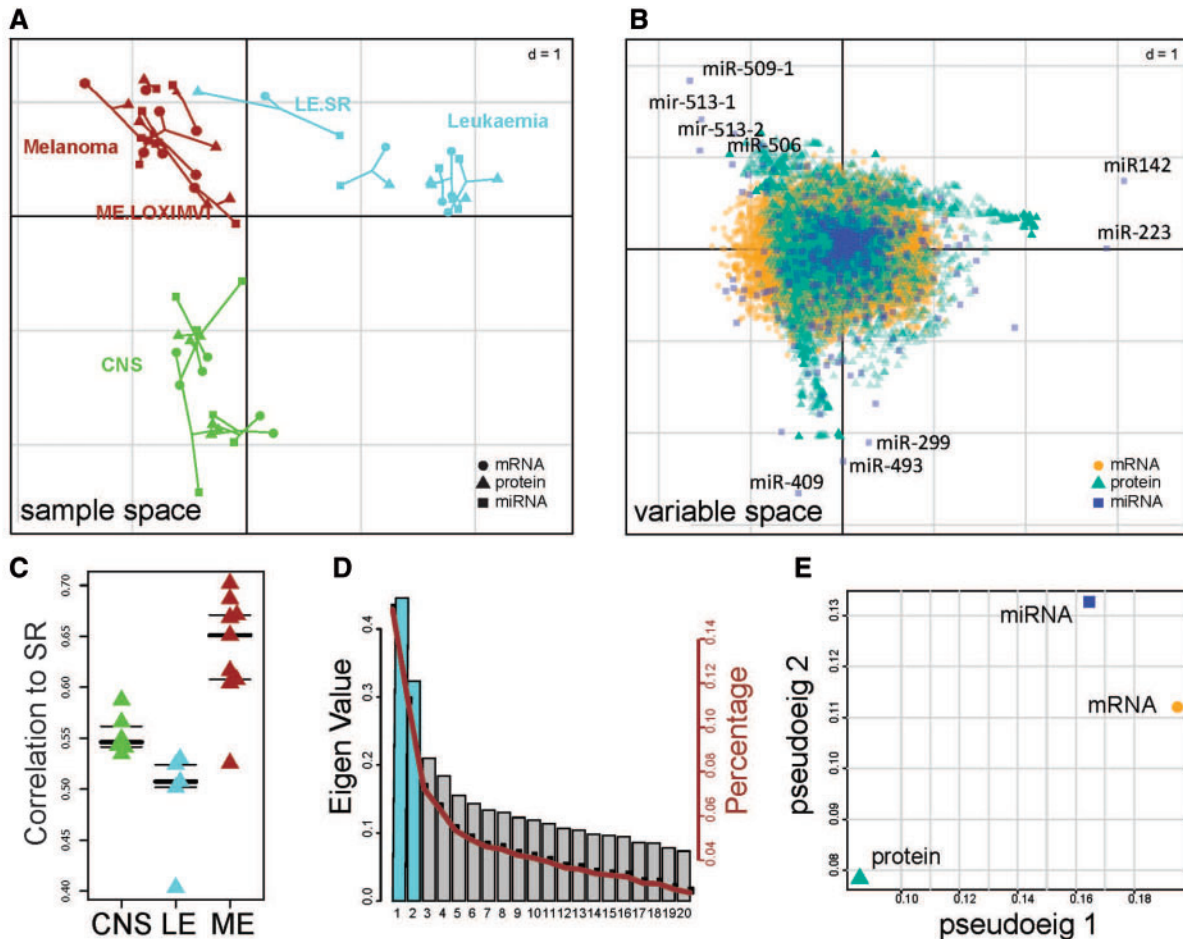 A
d = 1
LE.SR
Leukaemia
Melanoma
ME.LOXIMVI
CNS
mRNA
protein
miRNA
sample space
B
d = 1
miR-509-1
mir-513-1
mir-513-2
miR-506
miR142
miR-223
miR-299
miR-493
miR-409
mRNA
protein
miRNA
variable space
C
Correlation to SR
0.70
0.65
0.60
0.55
0.50
0.45
0.40
CNS LE ME
D
Eigen Value
0.4
0.3
0.2
0.1
0.0
1 2 3 4 5 6 7 8 9 10 11 12 13 14 15 16 17 18 19 20
Percentage
0.14
0.12
0.10
0.08
0.06
0.04
E
pseudoeig 2
0.13
0.12
0.11
0.10
0.09
0.08
miRNA
mRNA
protein
0.10 0.12 0.14 0.16 0.18
pseudoeig 1